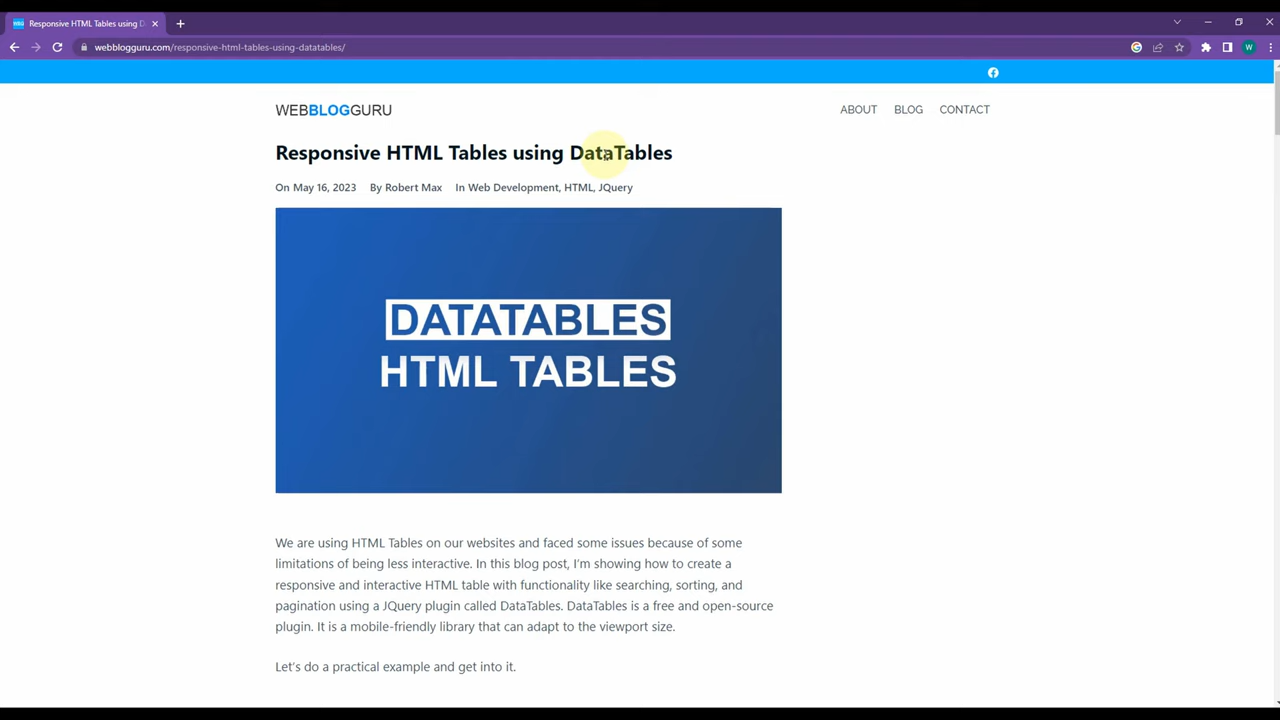 Responsive HTML Tables using D
webblogguru.com/responsive-html-tables-using-datatables/
W
WEBBLOGGURU
ABOUT BLOG CONTACT
Responsive HTML Tables using DataTables
On May 16, 2023 By Robert Max In Web Development, HTML, JQuery
DATATABLES
HTML TABLES
We are using HTML Tables on our websites and faced some issues because of some
limitations of being less interactive. In this blog post, I'm showing how to create a
responsive and interactive HTML table with functionality like searching, sorting, and
pagination using a JQuery plugin called DataTables. DataTables is a free and open-source
plugin. It is a mobile-friendly library that can adapt to the viewport size.
Let's do a practical example and get into it.